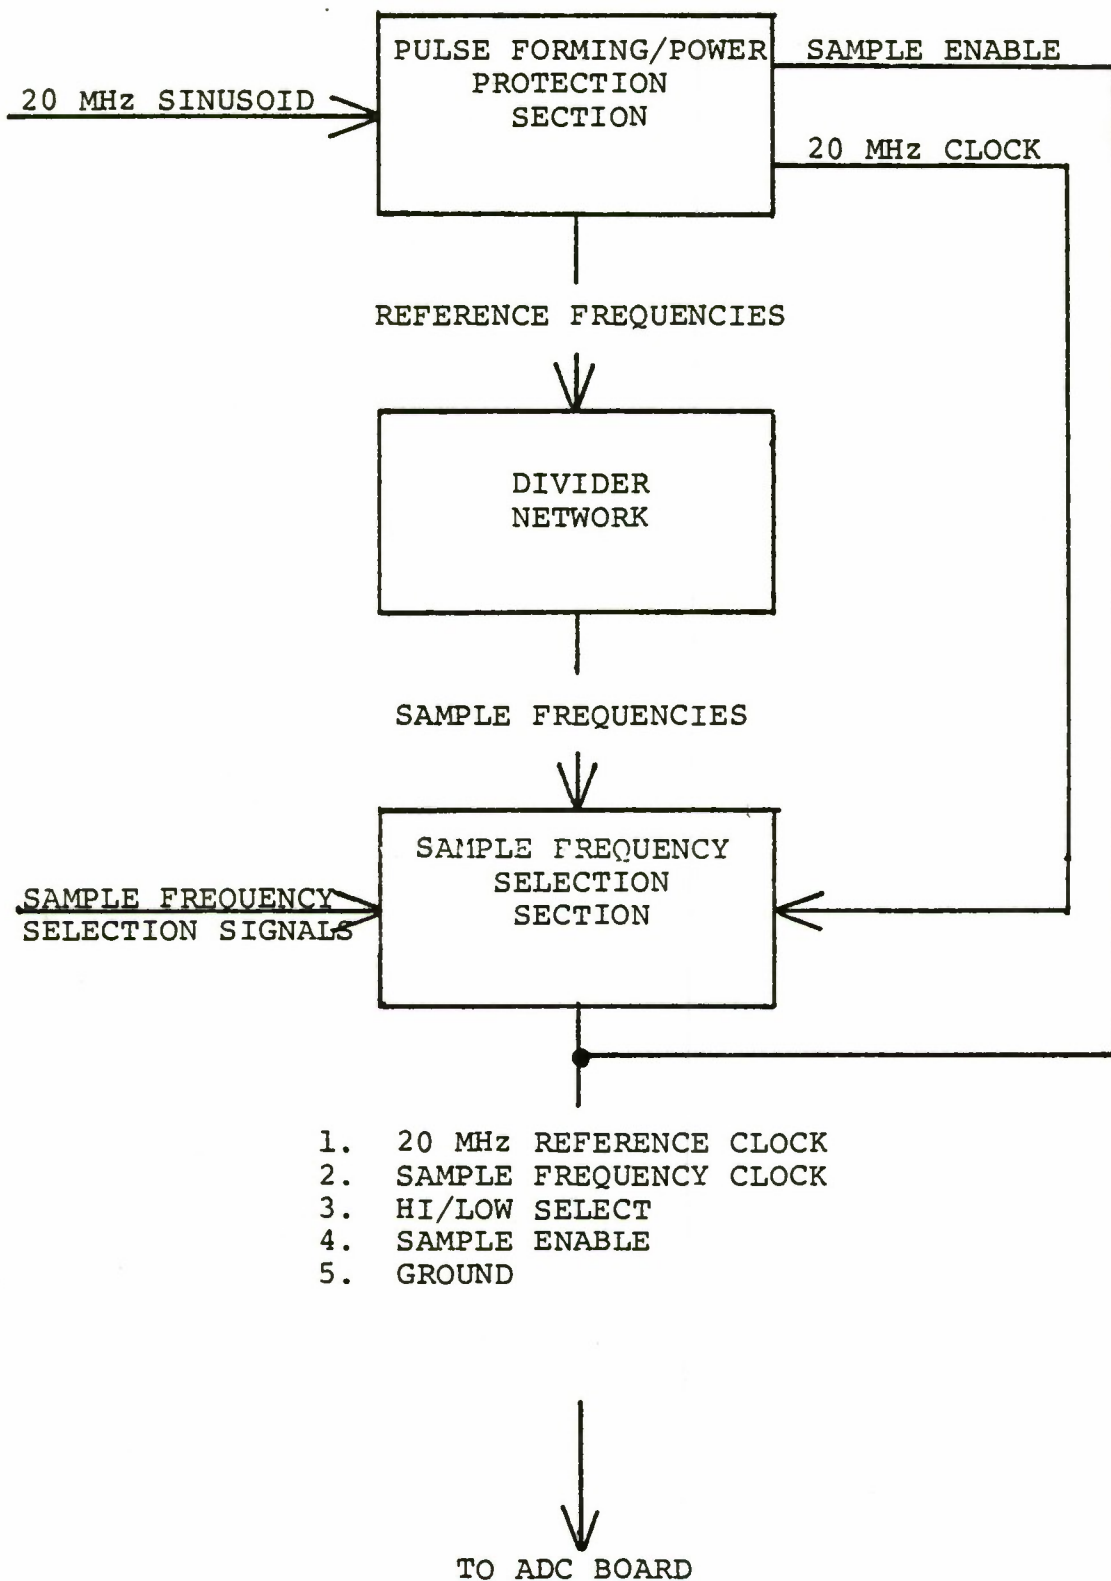 PULSE FORMING/POWER
PROTECTION
SECTION
SAMPLE ENABLE
20 MHz SINUSOID
20 MHz CLOCK
REFERENCE FREQUENCIES
DIVIDER
NETWORK
SAMPLE FREQUENCIES
SAMPLE FREQUENCY
SELECTION
SECTION
SAMPLE FREQUENCY
SELECTION SIGNALS
1. 20 MHz REFERENCE CLOCK
2. SAMPLE FREQUENCY CLOCK
3. HI/LOW SELECT
4. SAMPLE ENABLE
5. GROUND
TO ADC BOARD